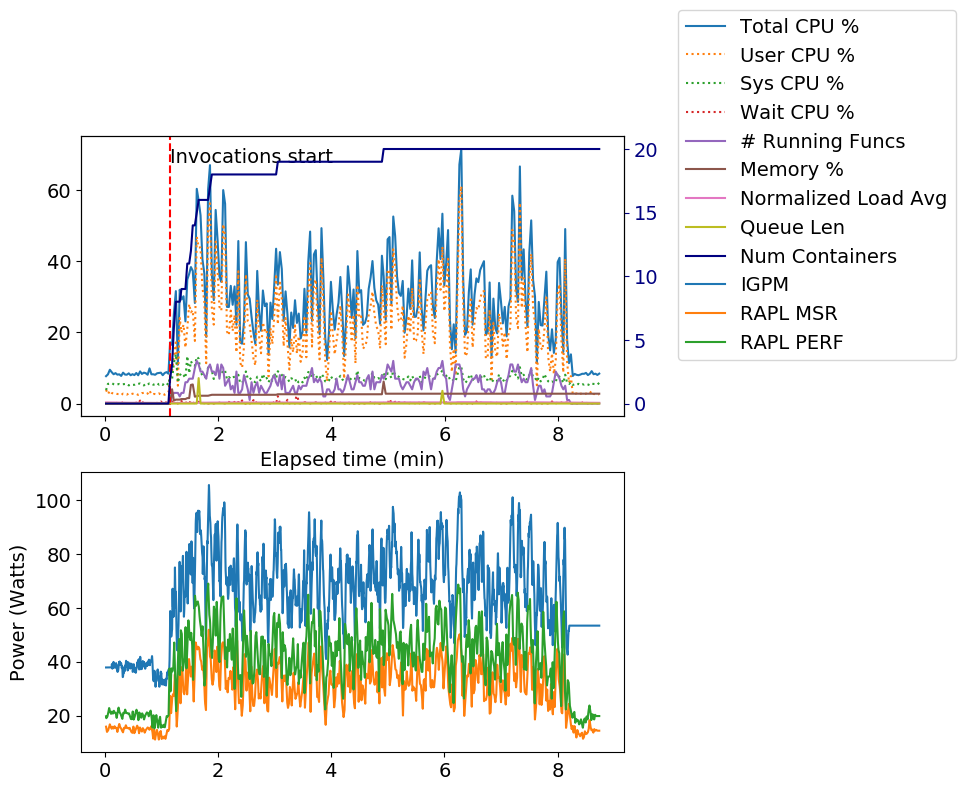 Total CPU %
User CPU %
Sys CPU %
Wait CPU %
# Running Funcs
Memory %
Normalized Load Avg
Queue Len
Num Containers
IGPM
RAPL MSR
RAPL PERF
Invocations start
60
40
20
0
20
15
10
5
0
0 2 4 6 8
Elapsed time (min)
Power (Watts)
100
80
60
40
20
0 2 4 6 8